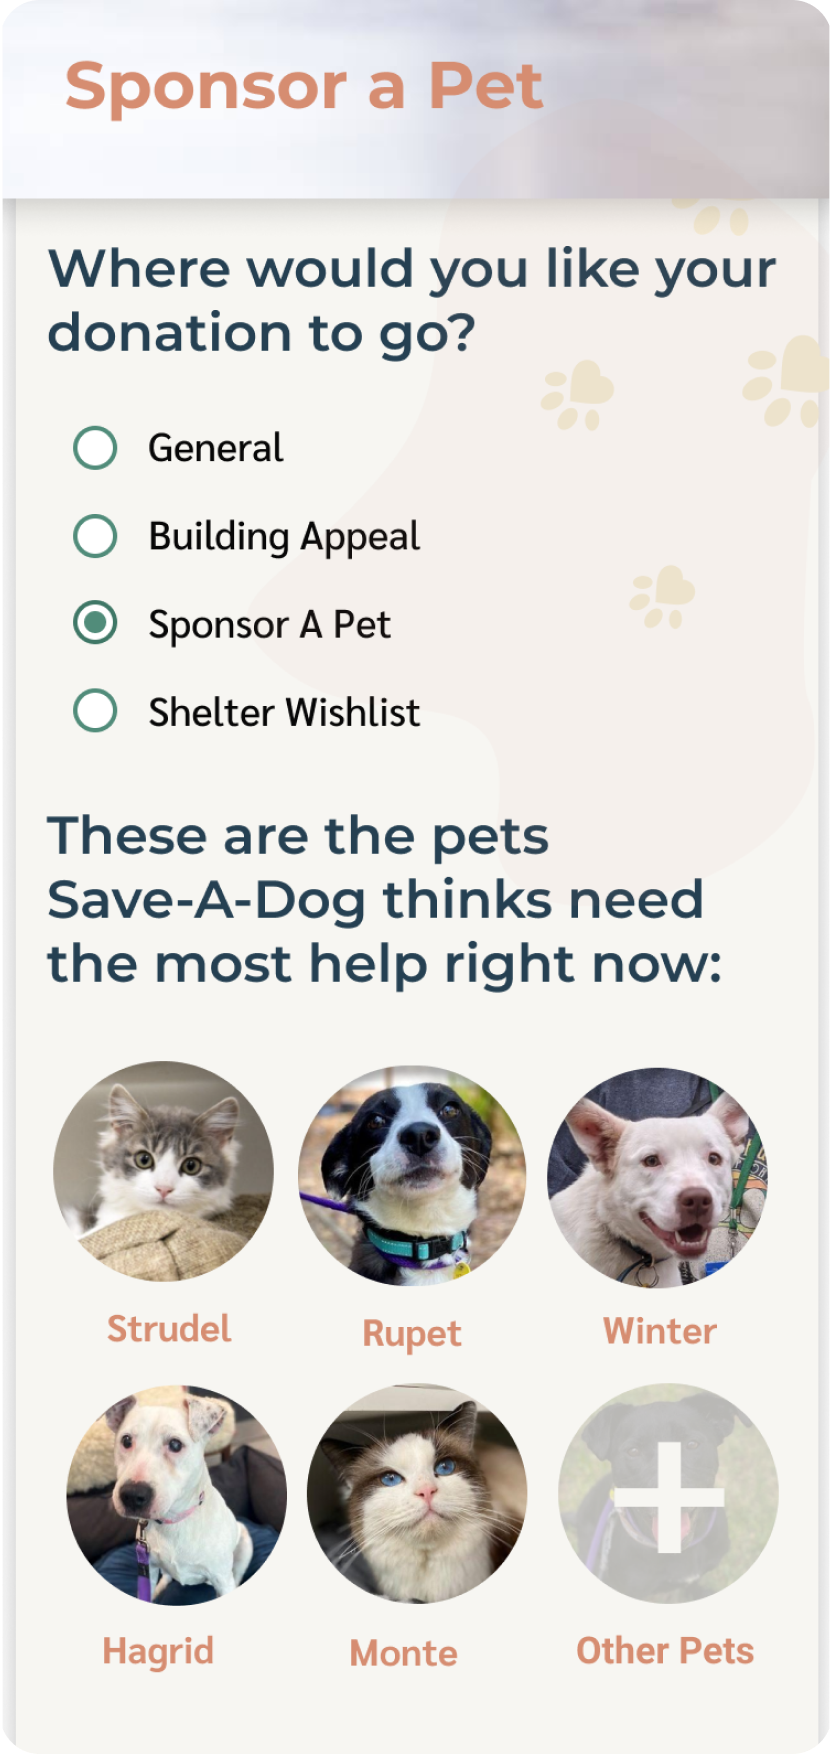 Sponsor a Pet
Where would you like your
donation to go?
General
Building Appeal
Sponsor A Pet
Shelter Wishlist
These are the pets
Save-A-Dog thinks need
the most help right now:
Strudel
Rupet
Winter
Hagrid
Monte
Other Pets